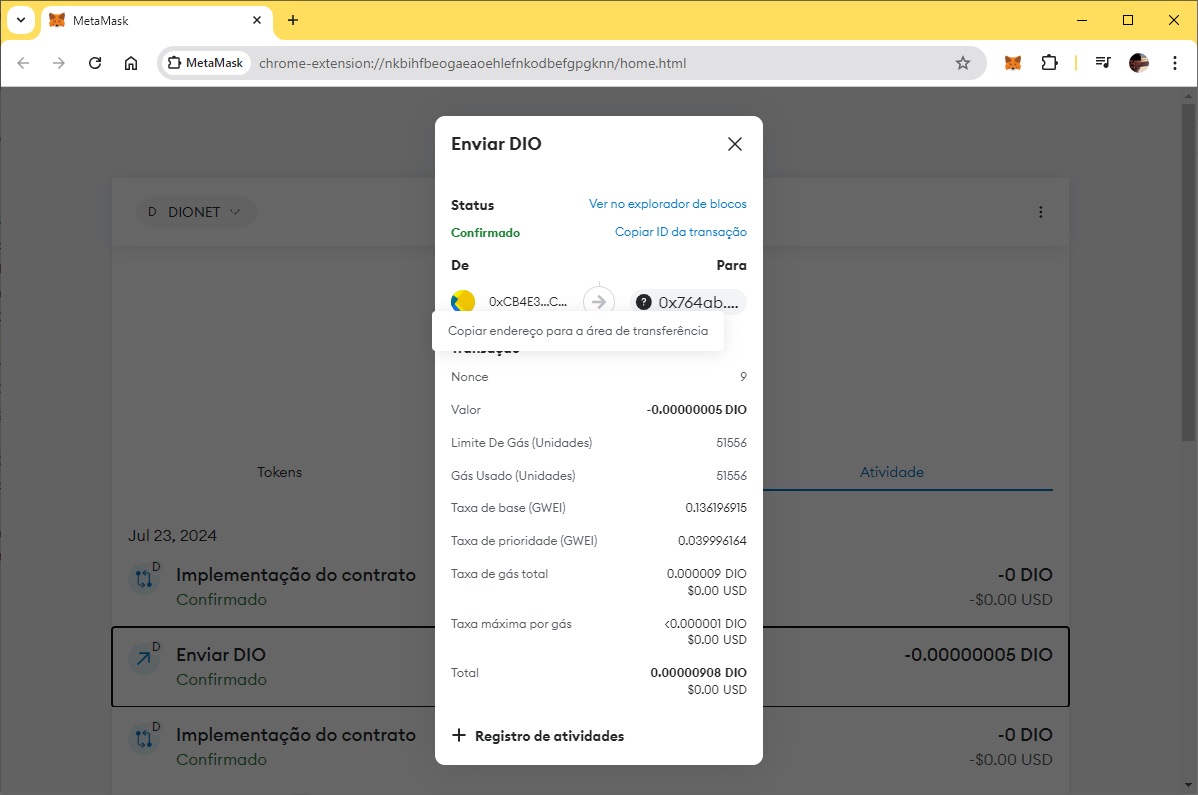 MetaMask
MetaMask chrome-extension://nkbihfbeogaeaoehlefnkodbefgpgknn/home.html
Enviar DIO
D DIONET
Status Ver no explorador de blocos
Confirmado Copiar ID da transação
De Para
0xCB4E3...C... ? 0x764ab....
Copiar endereço para a área de transferência
Transação
Nonce 9
Valor -0.00000005 DIO
Limite De Gás (Unidades) 51556
Tokens Atividade
Gás Usado (Unidades) 51556
Taxa de base (GWEI) 0.136196915
Jul 23, 2024
Taxa de prioridade (GWEI) 0.039996164
D
Implementação do contrato -0 DIO
Confirmado -$0.00 USD
Taxa de gás total 0.000009 DIO
$0.00 USD
Taxa máxima por gás <0.000001 DIO
$0.00 USD
D
Enviar DIO -0.00000005 DIO
Confirmado
Total 0.00000908 DIO
$0.00 USD
D
Implementação do contrato -0 DIO
Confirmado -$0.00 USD
+ Registro de atividades